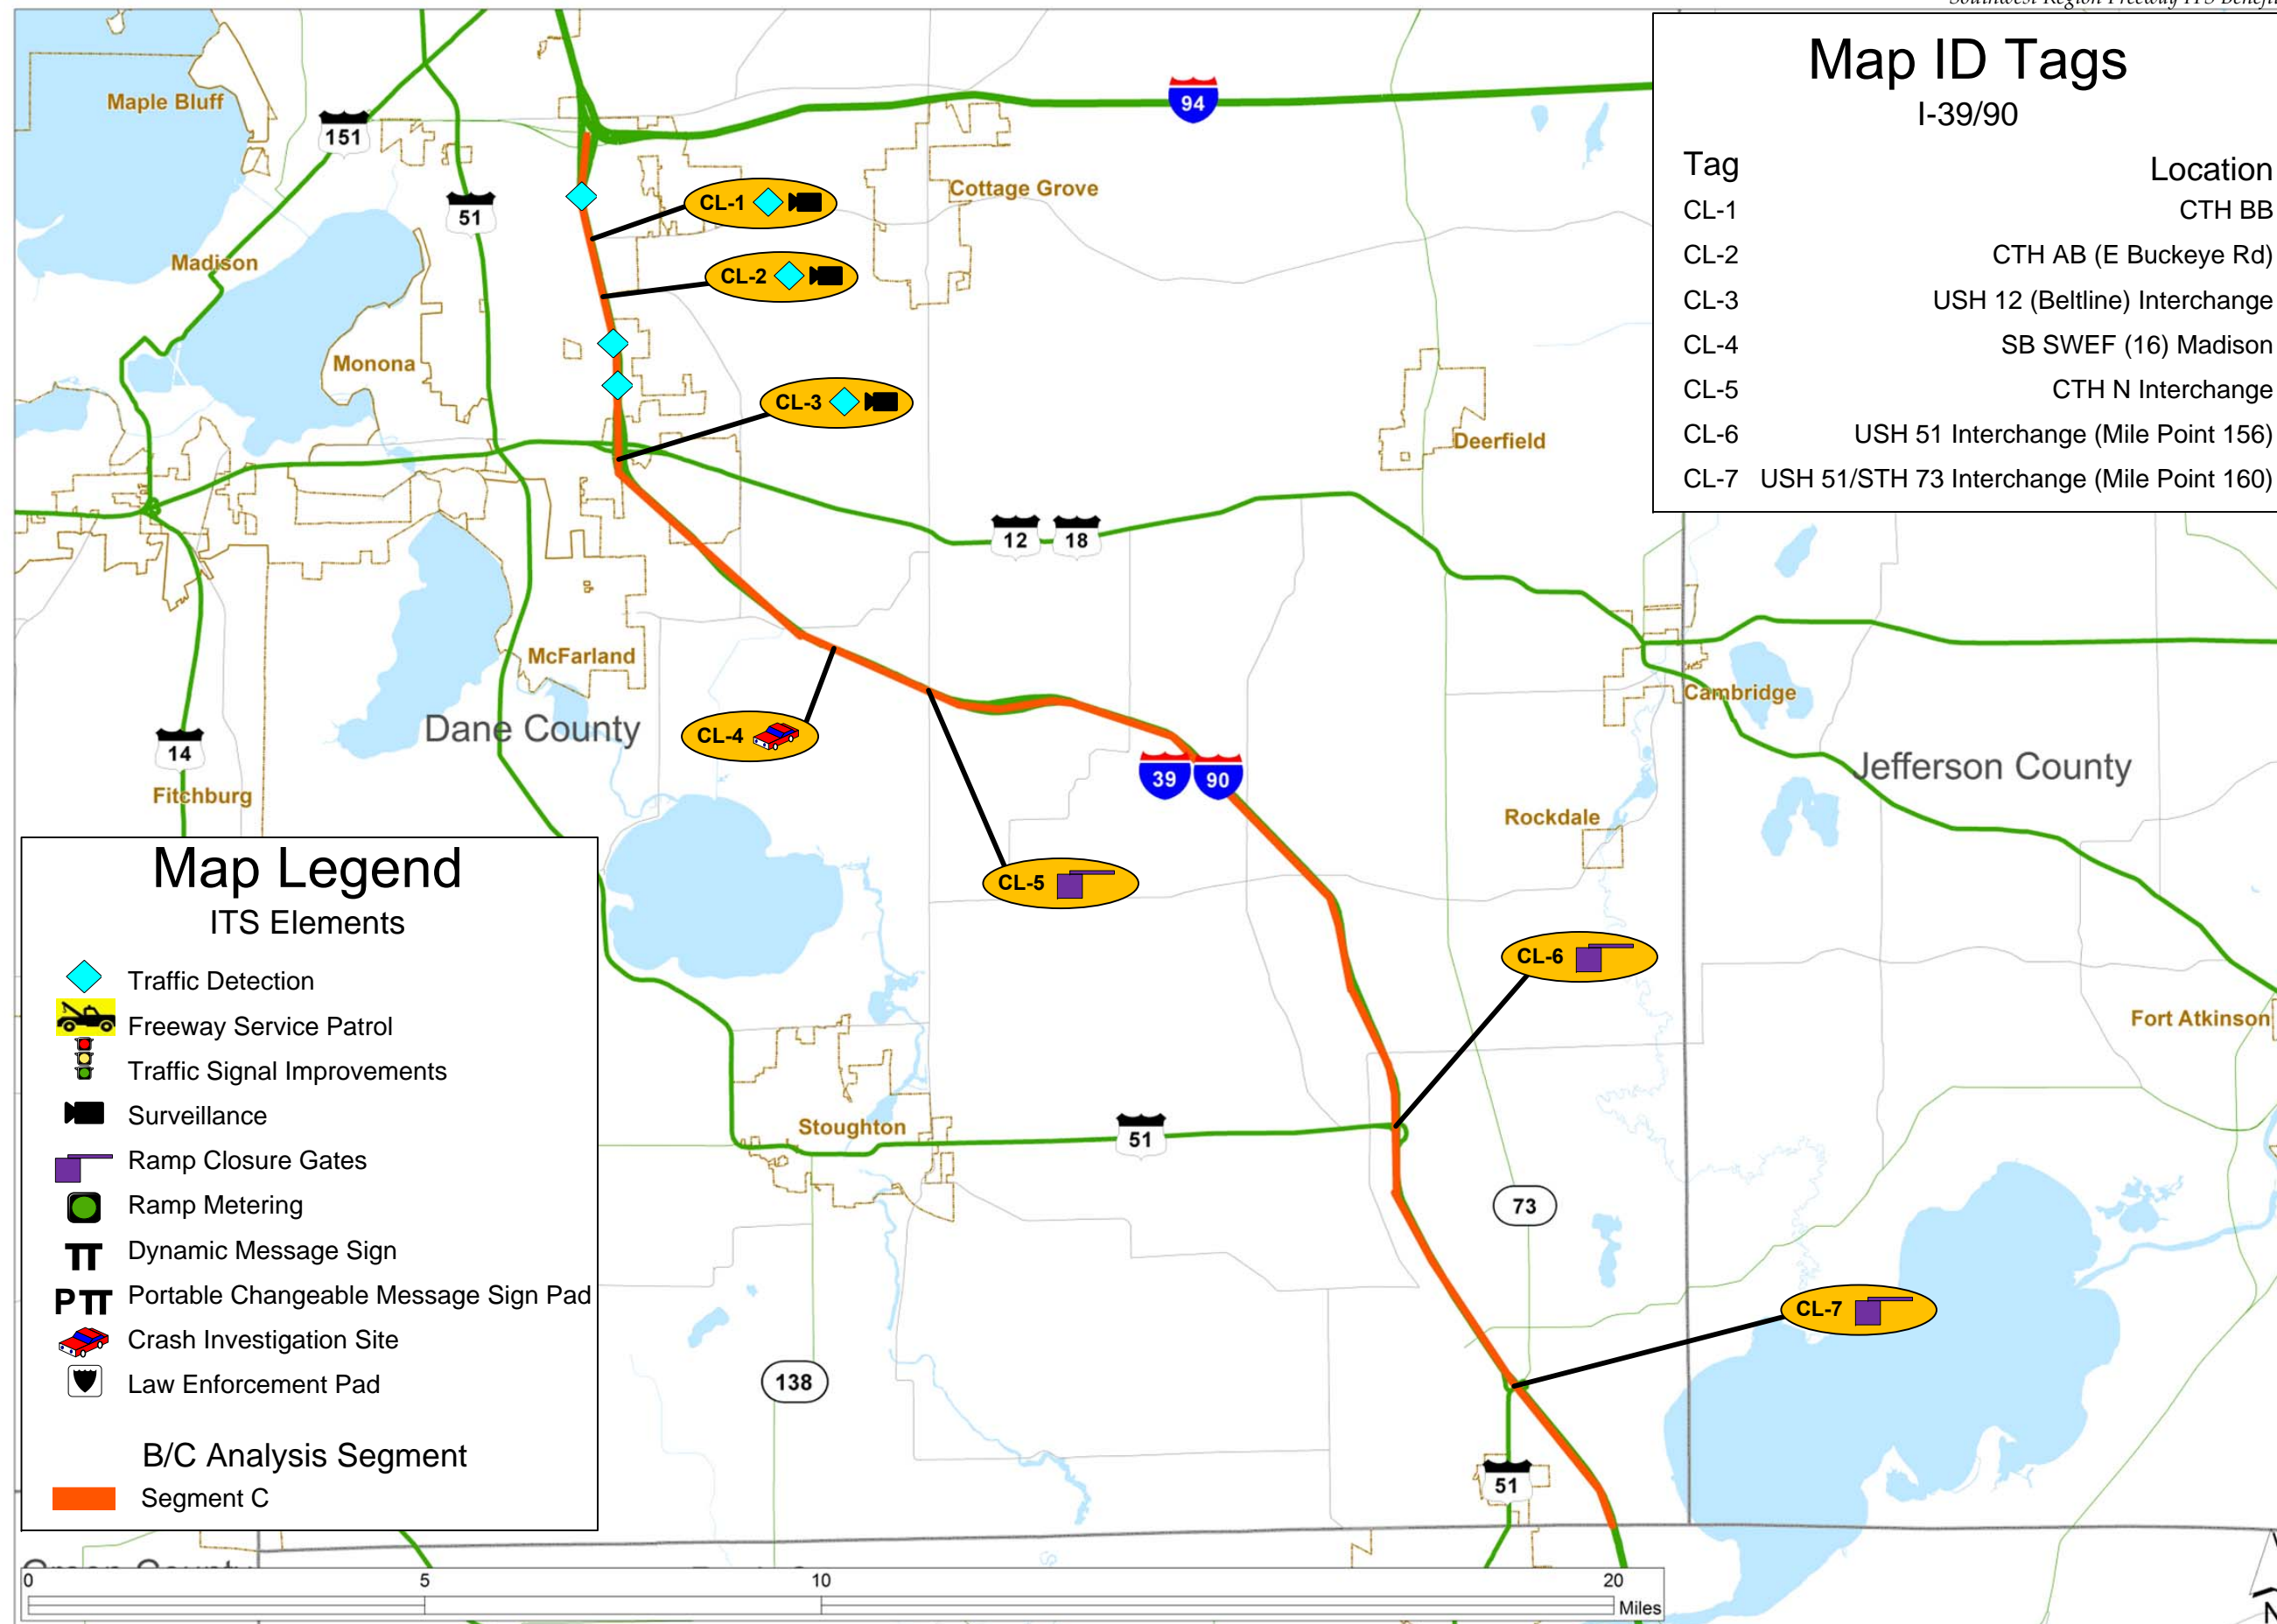 Southwest Region Freeway ITS Benefit
Map ID Tags
I-39/90
Tag Location
CL-1 CTH BB
CL-2 CTH AB (E Buckeye Rd)
CL-3 USH 12 (Beltline) Interchange
CL-4 SB SWEF (16) Madison
CL-5 CTH N Interchange
CL-6 USH 51 Interchange (Mile Point 156)
CL-7 USH 51/STH 73 Interchange (Mile Point 160)
Maple Bluff
151
94
51
CL-1
Cottage Grove
Madison
CL-2
Monona
CL-3
Deerfield
12
18
McFarland
Cambridge
Dane County
CL-4
14
Jefferson County
39
90
Fitchburg
Rockdale
CL-5
CL-6
Fort Atkinson
Stoughton
51
73
CL-7
138
51
Map Legend
ITS Elements
Traffic Detection
Freeway Service Patrol
Traffic Signal Improvements
Surveillance
Ramp Closure Gates
Ramp Metering
Dynamic Message Sign
P Portable Changeable Message Sign Pad
Crash Investigation Site
Law Enforcement Pad
B/C Analysis Segment
Segment C
0 5 10 20
Miles
N